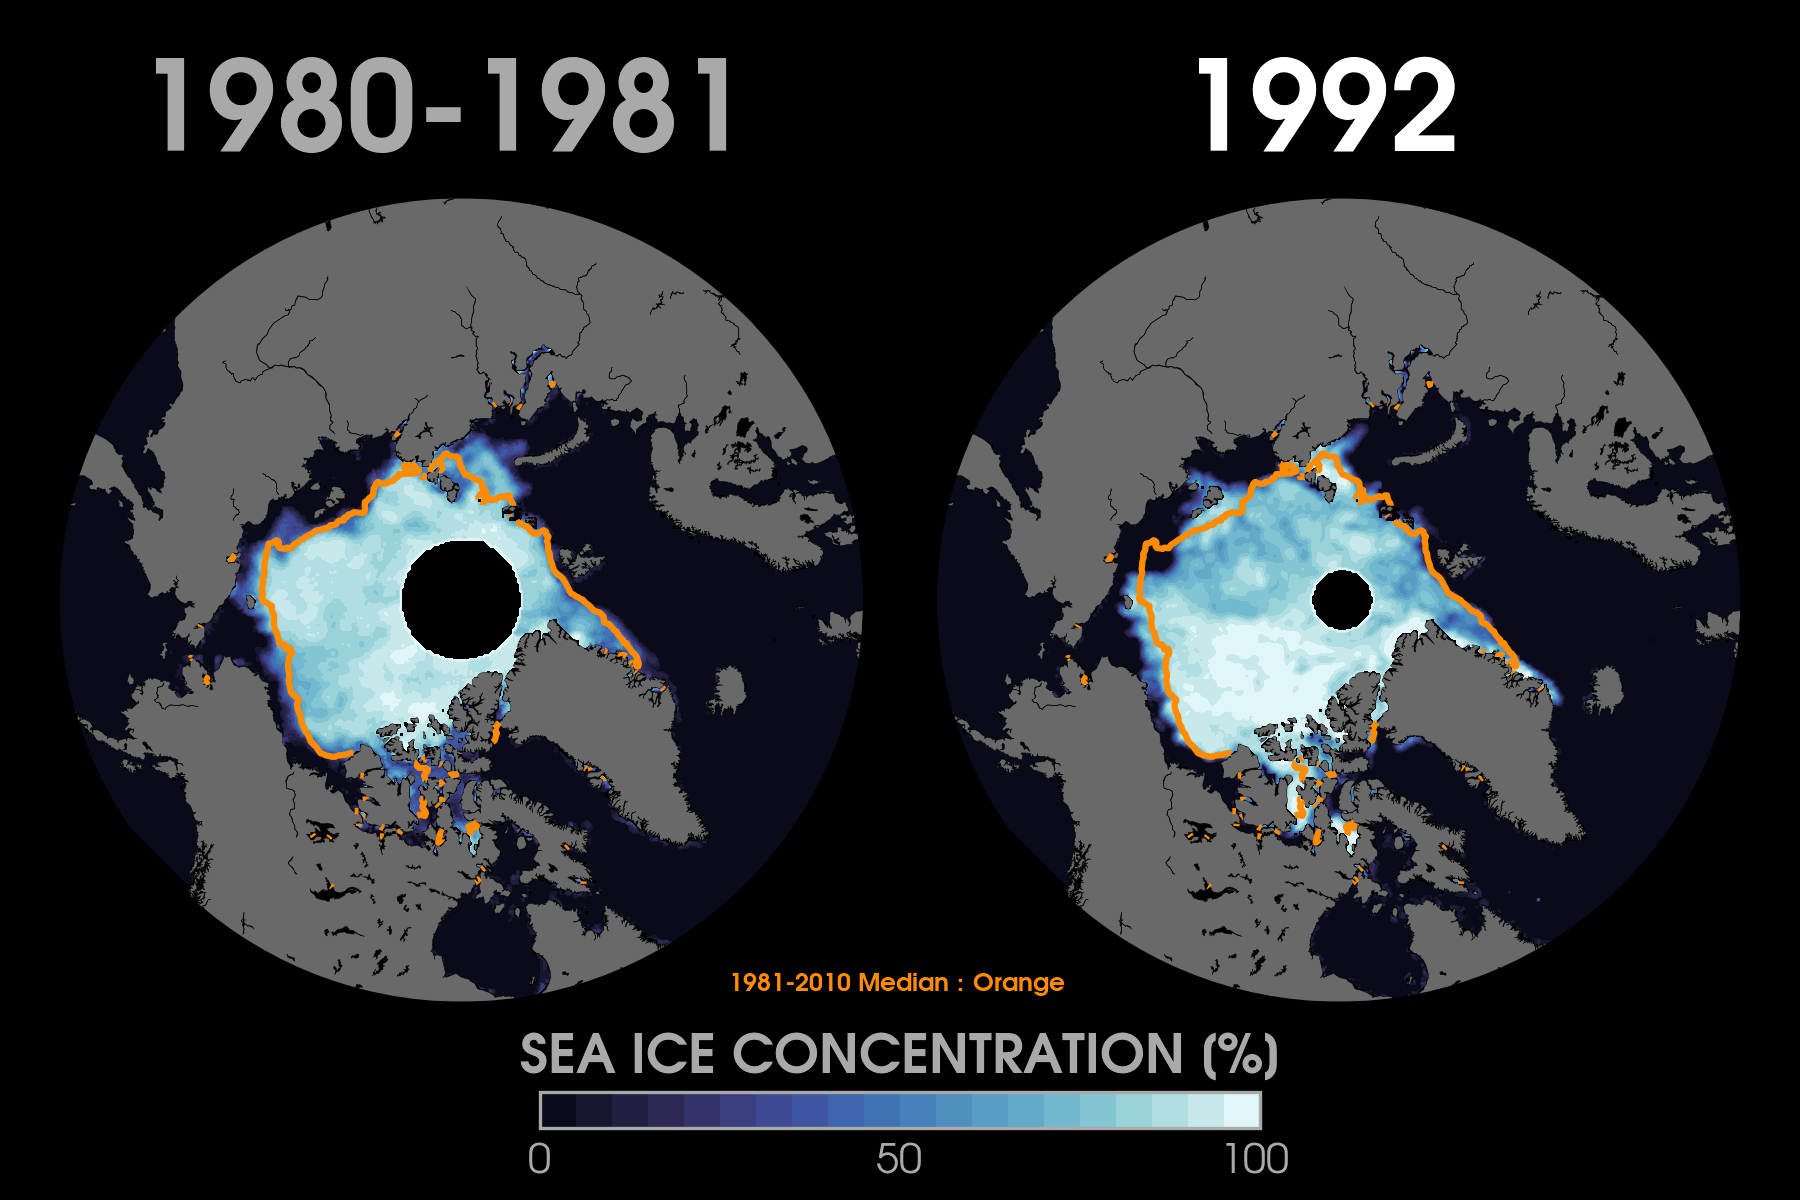 1980-1981
1992
1981-2010 Median : Orange
SEA ICE CONCENTRATION (%)
0
50
100